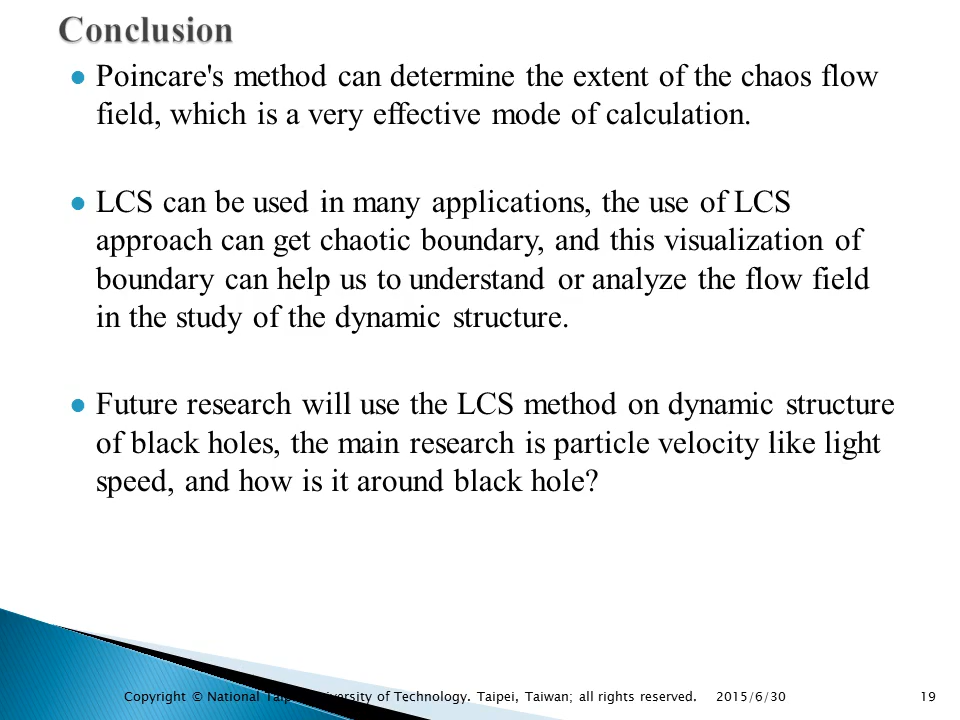 Conclusion
Poincare's method can determine the extent of the chaos flow
field, which is a very effective mode of calculation.
LCS can be used in many applications, the use of LCS
approach can get chaotic boundary, and this visualization of
boundary can help us to understand or analyze the flow field
in the study of the dynamic structure.
Future research will use the LCS method on dynamic structure
of black holes, the main research is particle velocity like light
speed, and how is it around black hole?
Copyright © National Taipei University of Technology. Taipei, Taiwan; all rights reserved. 2015/6/30 19